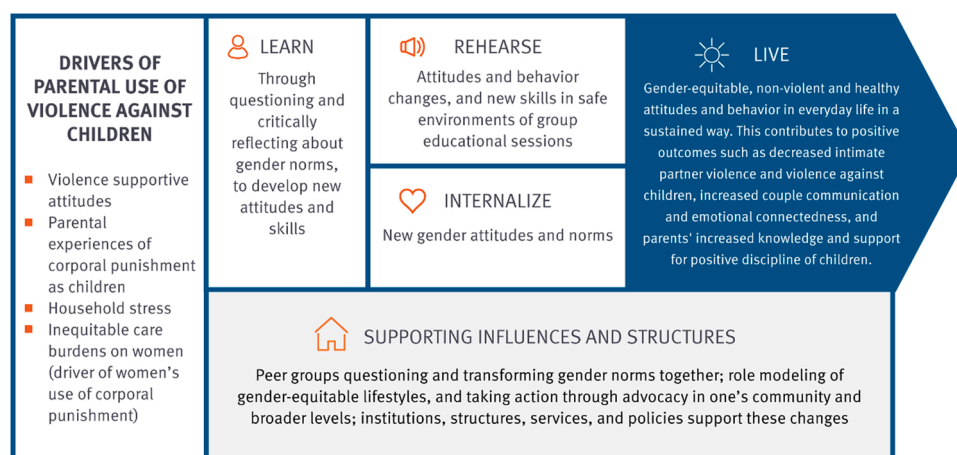 DRIVERS OF
PARENTAL USE OF
VIOLENCE AGAINST
CHILDREN
Violence supportive
attitudes
Parental
experiences of
corporal punishment
as children
Household stress
Inequitable care
burdens on women
(driver of women's
use of corporal
punishment)
LEARN
Through
questioning and
critically
reflecting about
gender norms,
to develop new
attitudes and
skills
REHEARSE
Attitudes and behavior
changes, and new skills in safe
environments of group
educational sessions
INTERNALIZE
New gender attitudes and norms
LIVE
Gender-equitable, non-violent and healthy
attitudes and behavior in everyday life in a
sustained way. This contributes to positive
outcomes such as decreased intimate
partner violence and violence against
children, increased couple communication
and emotional connectedness, and
parents' increased knowledge and support
for positive discipline of children.
SUPPORTING INFLUENCES AND STRUCTURES
Peer groups questioning and transforming gender norms together; role modeling of
gender-equitable lifestyles, and taking action through advocacy in one's community and
broader levels; institutions, structures, services, and policies support these changes